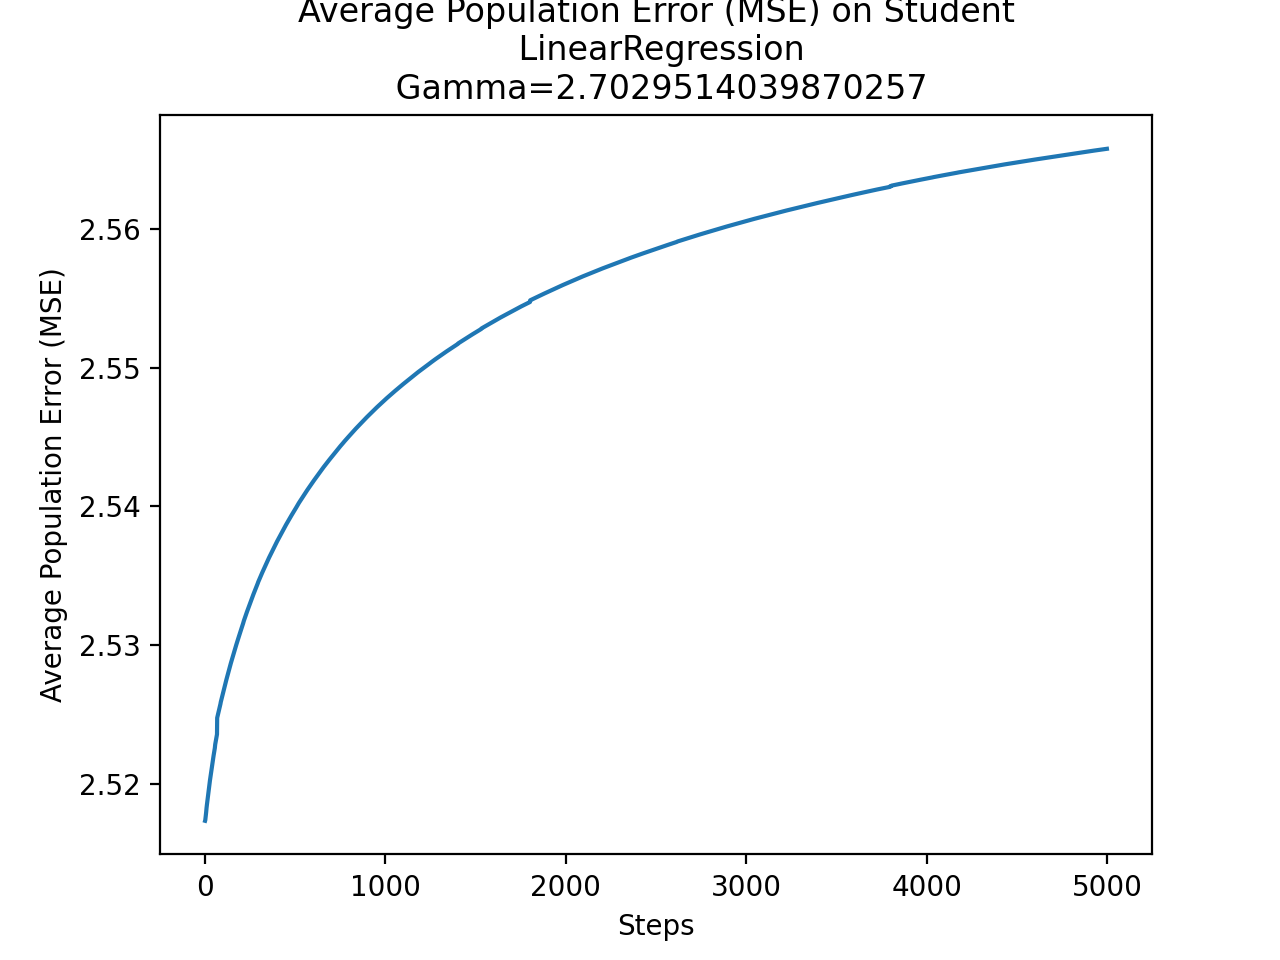 Average Population Error (MSE) on Student
LinearRegression
Gamma=2.7029514039870257
Average Population Error (MSE)
2.56
2.55
2.54
2.53
2.52
0 1000 2000 3000 4000 5000
Steps